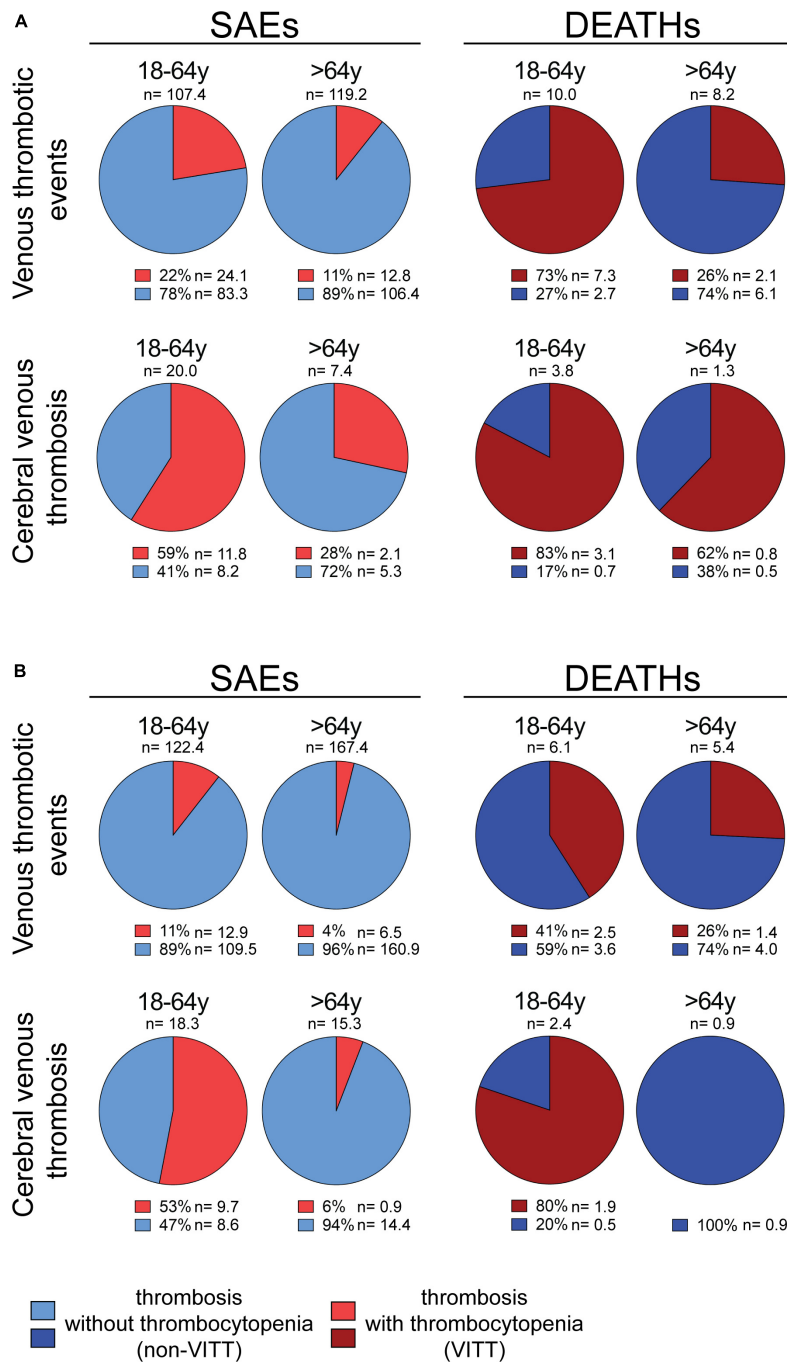 A
SAEs
DEATHs
Venous thrombotic
events
18-64y
n= 107.4
22% n= 24.1
78% n= 83.3
>64y
n= 119.2
11% n= 12.8
89% n= 106.4
18-64y
n= 10.0
73% n= 7.3
27% n= 2.7
>64y
n= 8.2
26% n= 2.1
74% n= 6.1
Cerebral venous
thrombosis
18-64y
n= 20.0
59% n= 11.8
41% n= 8.2
>64y
n= 7.4
28% n= 2.1
72% n= 5.3
18-64y
n= 3.8
83% n= 3.1
17% n= 0.7
>64y
n= 1.3
62% n= 0.8
38% n= 0.5
B
SAEs
DEATHs
Venous thrombotic
events
18-64y
n= 122.4
11% n= 12.9
89% n= 109.5
>64y
n= 167.4
4% n= 6.5
96% n= 160.9
18-64y
n= 6.1
41% n= 2.5
59% n= 3.6
>64y
n= 5.4
26% n= 1.4
74% n= 4.0
Cerebral venous
thrombosis
18-64y
n= 18.3
53% n= 9.7
47% n= 8.6
>64y
n= 15.3
6% n= 0.9
94% n= 14.4
18-64y
n= 2.4
80% n= 1.9
20% n= 0.5
>64y
n= 0.9
100% n= 0.9
thrombosis
without thrombocytopenia
(non-VITT)
thrombosis
with thrombocytopenia
(VITT)